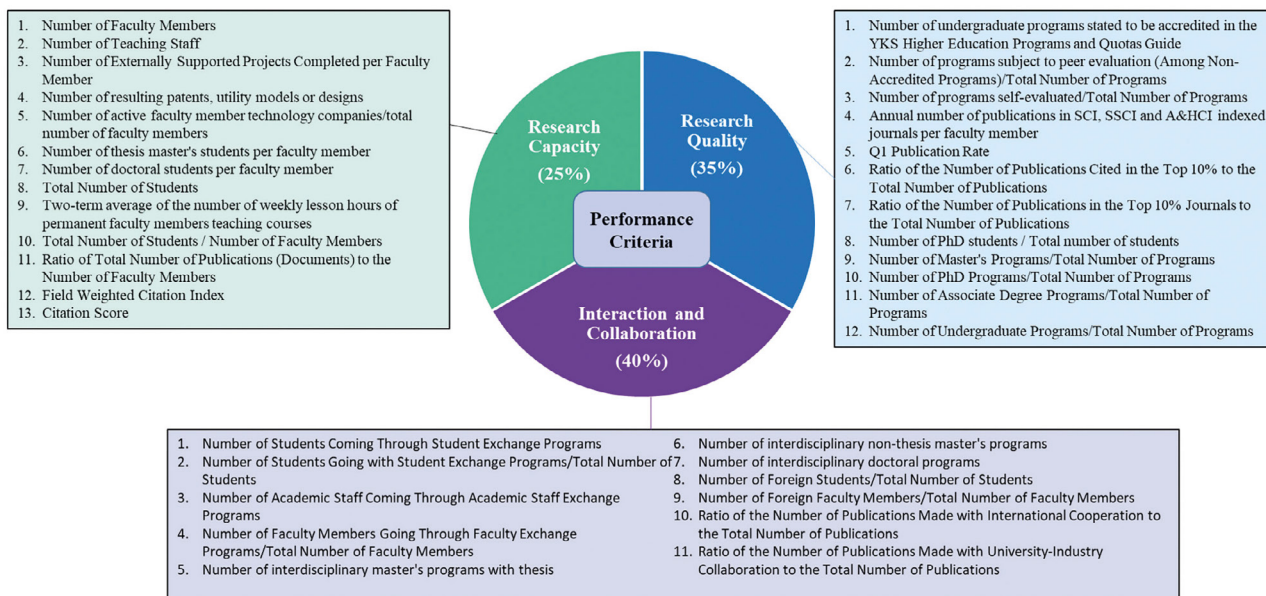 1. Number of Faculty Members
2. Number of Teaching Staff
3. Number of Externally Supported Projects Completed per Faculty
Member
4. Number of resulting patents, utility models or designs
5. Number of active faculty member technology companies/total
number of faculty members
6. Number of thesis master's students per faculty member
7. Number of doctoral students per faculty member
8. Total Number of Students
9. Two-term average of the number of weekly lesson hours of
permanent faculty members teaching courses
10. Total Number of Students / Number of Faculty Members
11. Ratio of Total Number of Publications (Documents) to the
Number of Faculty Members
12. Field Weighted Citation Index
13. Citation Score
Research
Capacity
(25%)
Research
Quality
(35%)
Performance
Criteria
Interaction and
Collaboration
(40%)
1. Number of undergraduate programs stated to be accredited in the
YKS Higher Education Programs and Quotas Guide
2. Number of programs subject to peer evaluation (Among Non-
Accredited Programs)/Total Number of Programs
3. Number of programs self-evaluated/Total Number of Programs
4. Annual number of publications in SCI, SSCI and A&HCI indexed
journals per faculty member
5. Q1 Publication Rate
6. Ratio of the Number of Publications Cited in the Top 10% to the
Total Number of Publications
7. Ratio of the Number of Publications in the Top 10% Journals to
the Total Number of Publications
8. Number of PhD students / Total number of students
9. Number of Master's Programs/Total Number of Programs
10. Number of PhD Programs/Total Number of Programs
11. Number of Associate Degree Programs/Total Number of
Programs
12. Number of Undergraduate Programs/Total Number of Programs
1. Number of Students Coming Through Student Exchange Programs
2. Number of Students Going with Student Exchange Programs/Total Number of
Students
3. Number of Academic Staff Coming Through Academic Staff Exchange
Programs
4. Number of Faculty Members Going Through Faculty Exchange
Programs/Total Number of Faculty Members
5. Number of interdisciplinary master's programs with thesis
6. Number of interdisciplinary non-thesis master's programs
7. Number of interdisciplinary doctoral programs
8. Number of Foreign Students/Total Number of Students
9. Number of Foreign Faculty Members/Total Number of Faculty Members
10. Ratio of the Number of Publications Made with International Cooperation to
the Total Number of Publications
11. Ratio of the Number of Publications Made with University-Industry
Collaboration to the Total Number of Publications